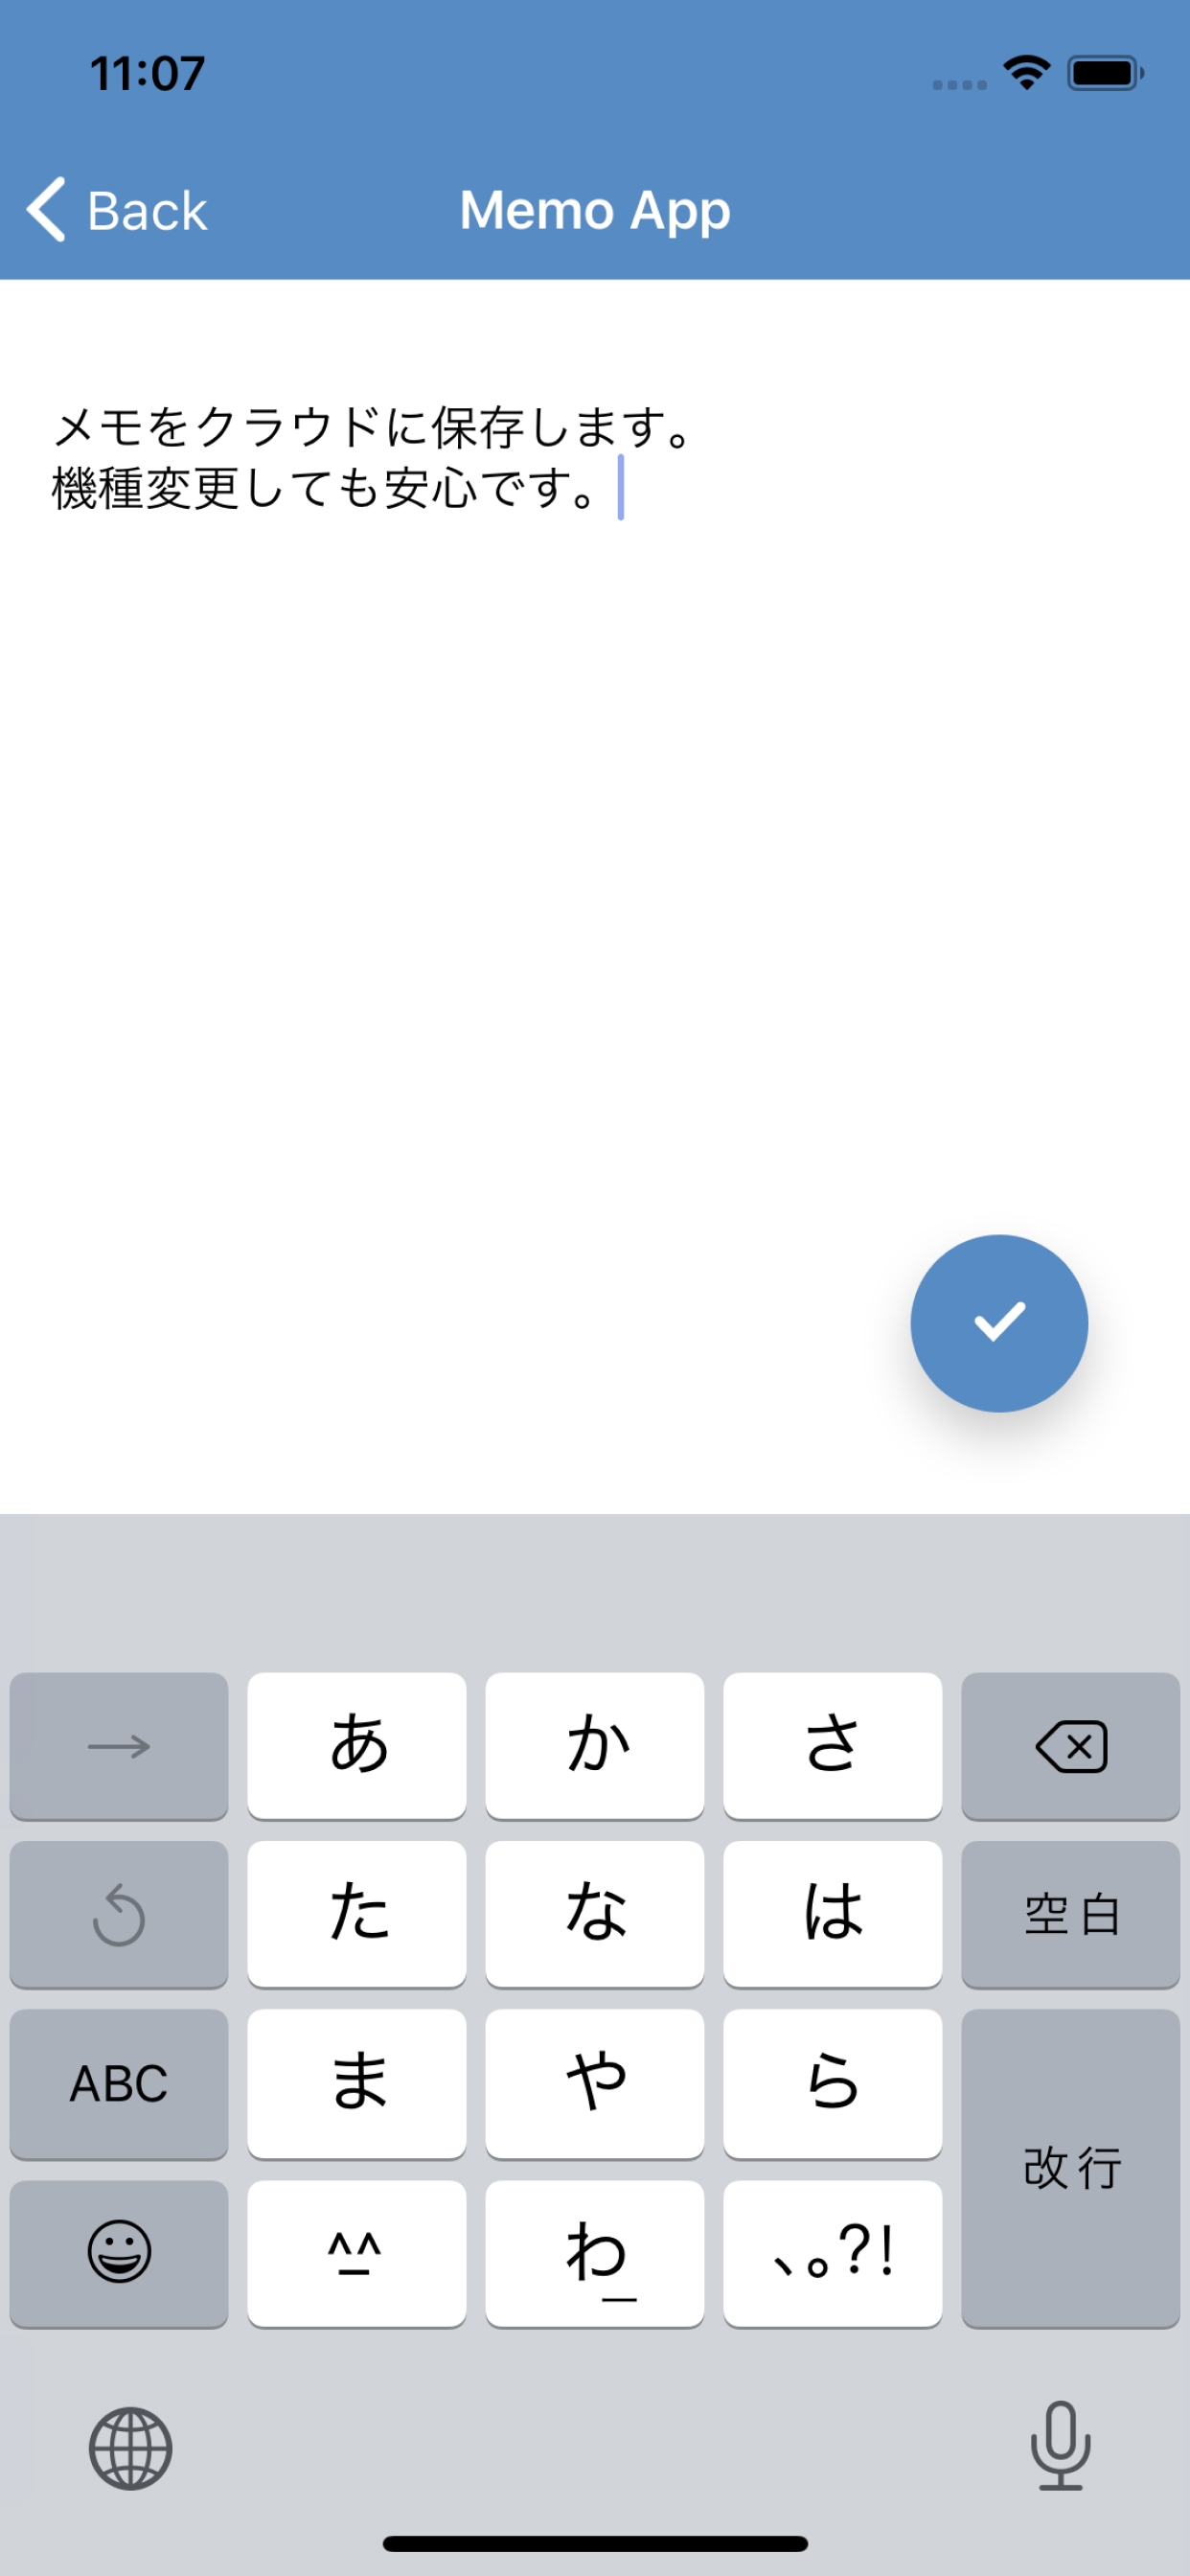 11:07
Back
Memo App
メモをクラウドに保存します。
機種変更しても安心です。
→ あ か さ
た な は 空白
ABC ま や ら
改行
^^ わ 、。?!